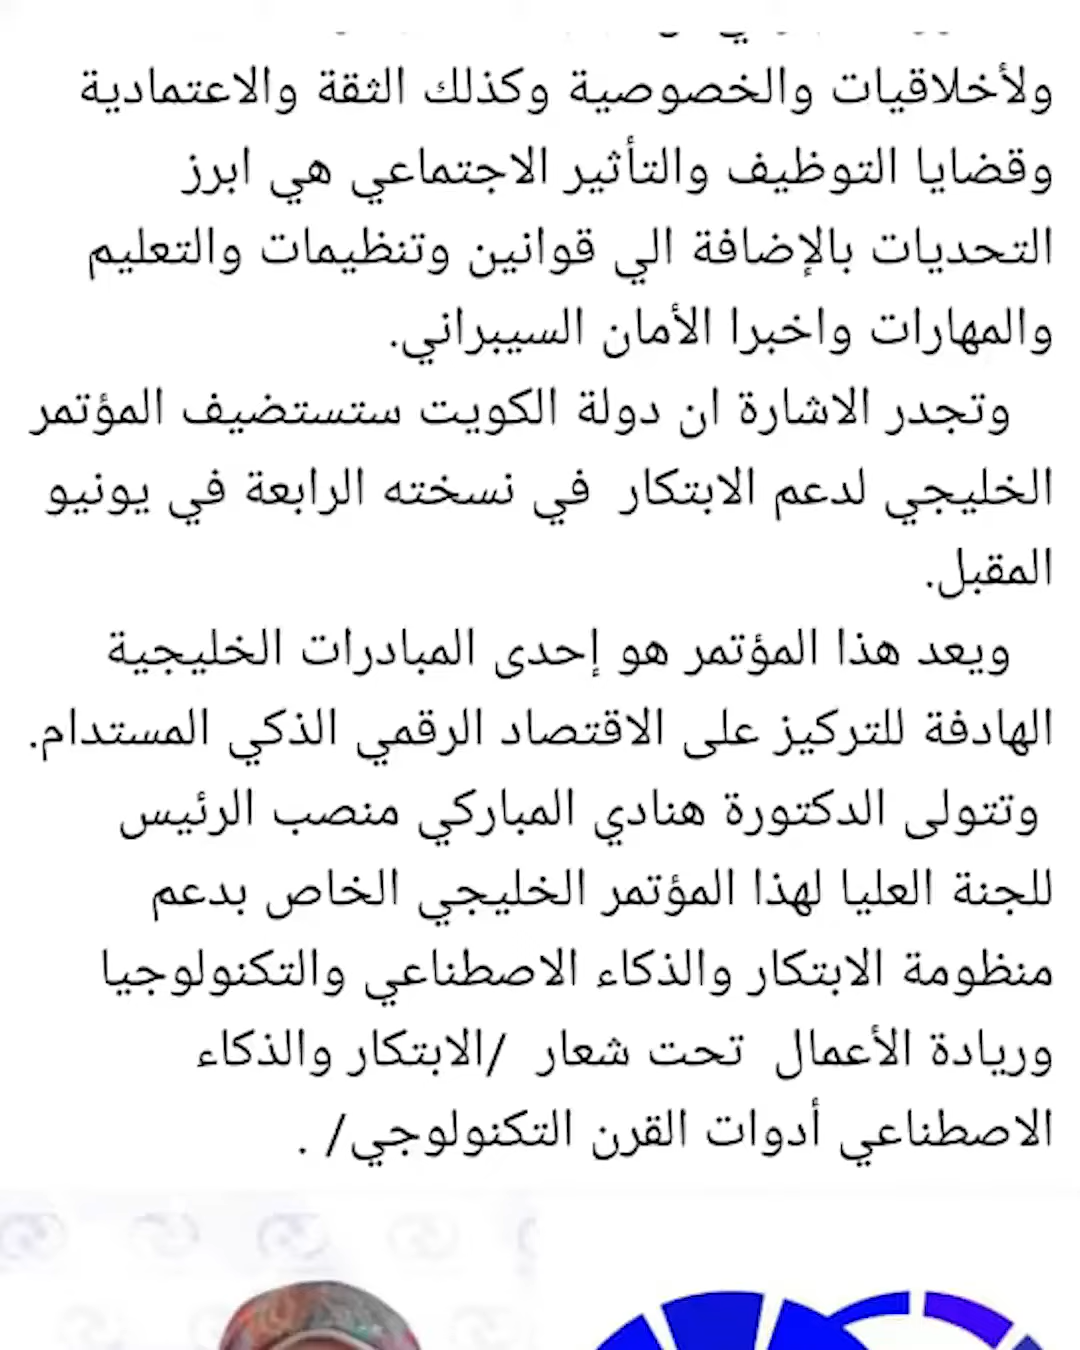 ولأخلاقيات والخصوصية وكذلك الثقة والاعتمادية
وقضايا التوظيف والتأثير الاجتماعي هي ابرز
التحديات بالإضافة الي قوانين وتنظيمات والتعليم
والمهارات واخبرا الأمان السيبراني.
وتجدر الاشارة ان دولة الكويت ستستضيف المؤتمر
الخليجي لدعم الابتكار في نسخته الرابعة في يونيو
المقبل.
ويعد هذا المؤتمر هو إحدى المبادرات الخليجية
الهادفة للتركيز على الاقتصاد الرقمي الذكي المستدام.
وتتولى الدكتورة هنادي المباركي منصب الرئيس
للجنة العليا لهذا المؤتمر الخليجي الخاص بدعم
منظومة الابتكار والذكاء الاصطناعي والتكنولوجيا
وريادة الأعمال تحت شعار /الابتكار والذكاء
الاصطناعي أدوات القرن التكنولوجي/ .